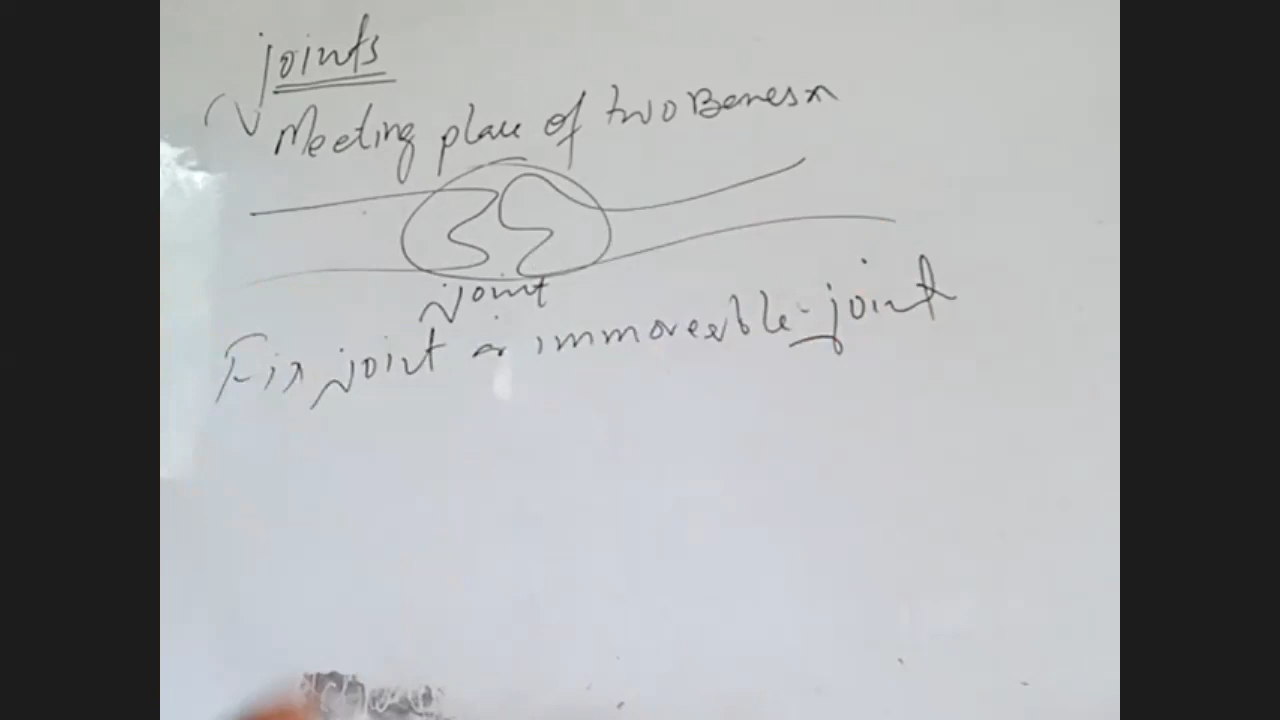 joints
Meeting place of two Bones
joint
Fix joint or immoveable joint